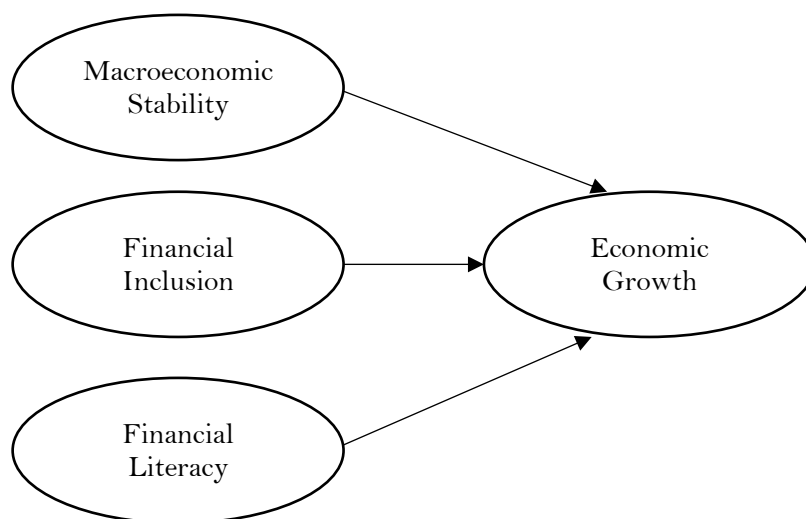 Macroeconomic
Stability
Financial
Inclusion
Economic
Growth
Financial
Literacy